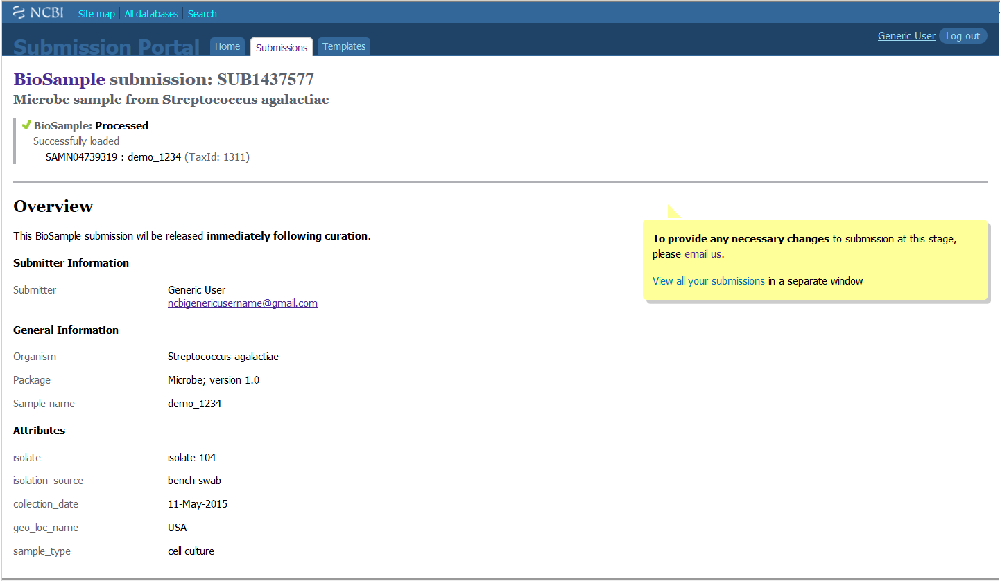 NCBI Site map All databases Search
Submission Portal Home Submissions Templates Generic User Log out
BioSample submission: SUB1437577
Microbe sample from Streptococcus agalactiae
BioSample: Processed
Successfully loaded
SAMN04739319 : demo_1234 (TaxId: 1311)
Overview
This BioSample submission will be released immediately following curation.
To provide any necessary changes to submission at this stage,
please email us.
View all your submissions in a separate window
Submitter Information
Submitter Generic User
ncbigenericusername@gmail.com
General Information
Organism Streptococcus agalactiae
Package Microbe; version 1.0
Sample name demo_1234
Attributes
isolate isolate-104
isolation_source bench swab
collection_date 11-May-2015
geo_loc_name USA
sample_type cell culture